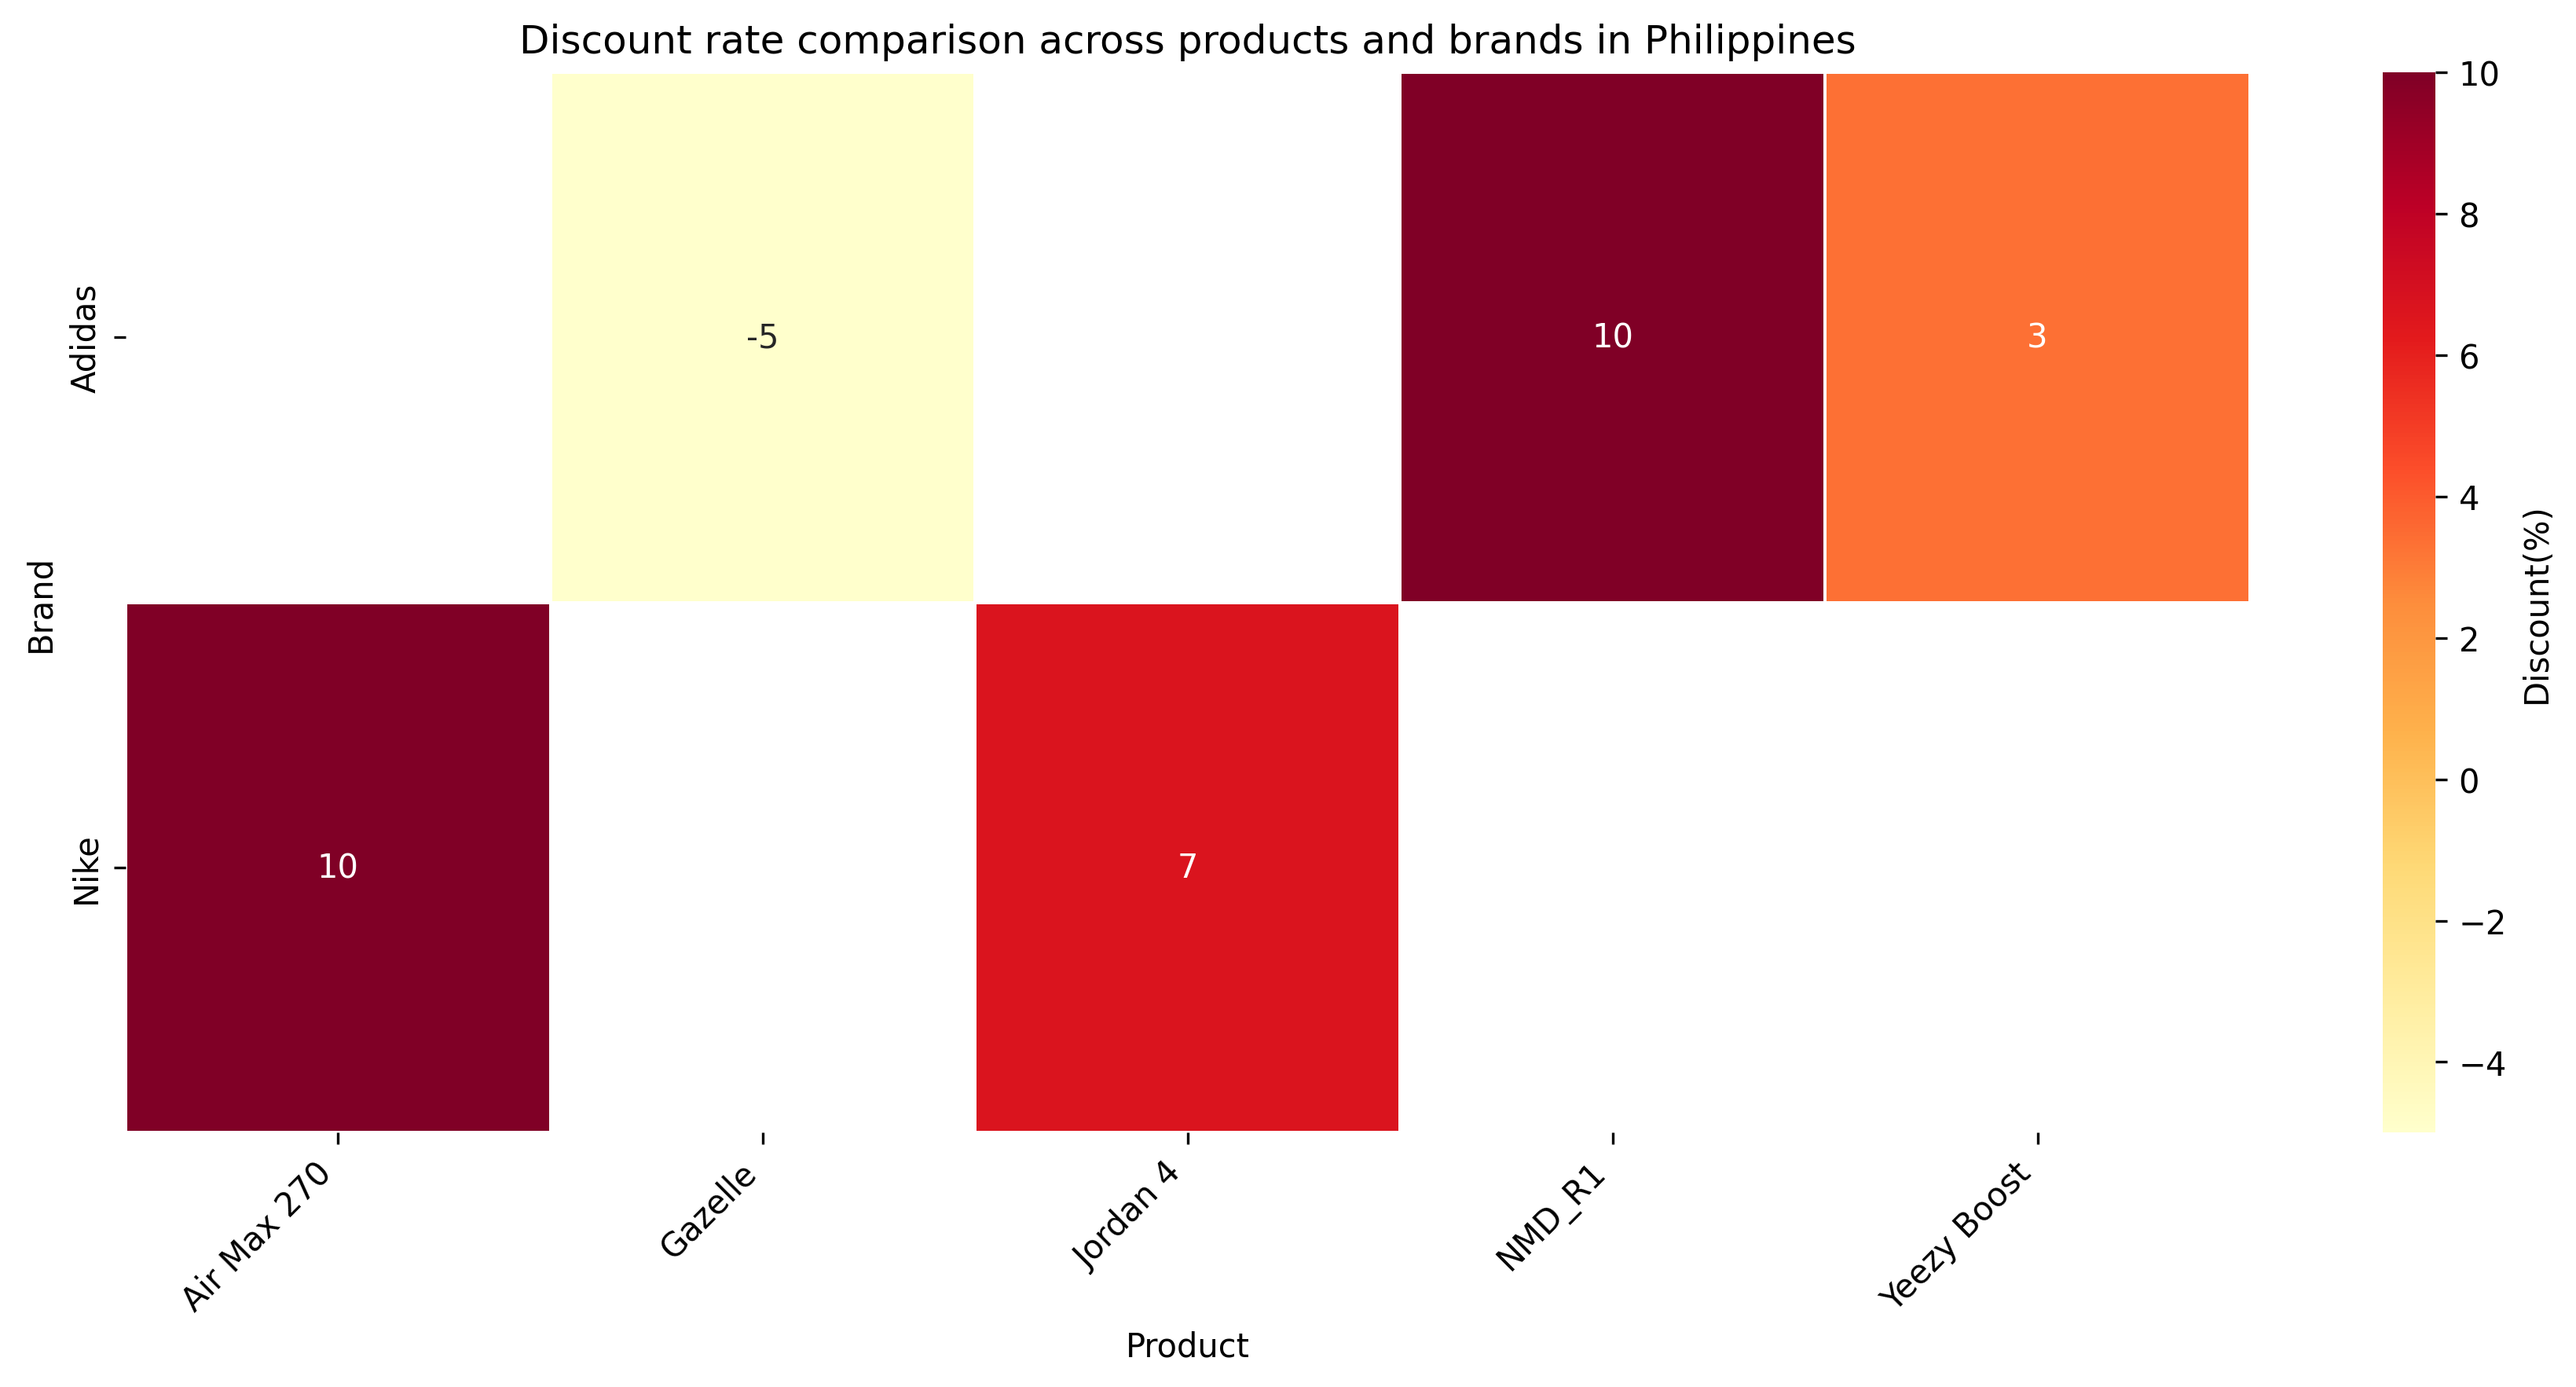 Discount rate comparison across products and brands in Philippines
Brand
Adidas
-5
10
3
Nike
10
7
Air Max 270
Gazelle
Jordan 4
NMD_R1
Yeezy Boost
Product
10
8
6
4
2
0
−2
−4
Discount(%)